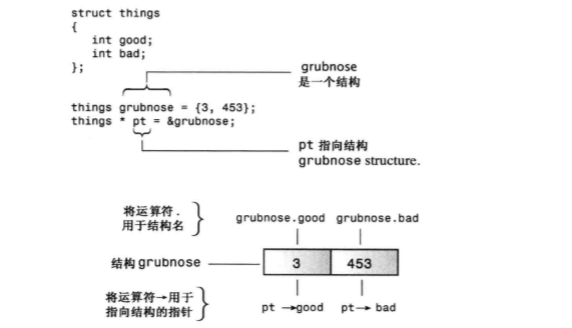 struct things
{
int good;
int bad;
};
grubnose
是一个结构
things grubnose = {3, 453};
things * pt = &grubnose;
pt 指向结构
grubnose structure.
将运算符.
用于结构名
grubnose.good grubnose.bad
结构 grubnose
3 453
将运算符→用于
指向结构的指针
pt →good pt→ bad